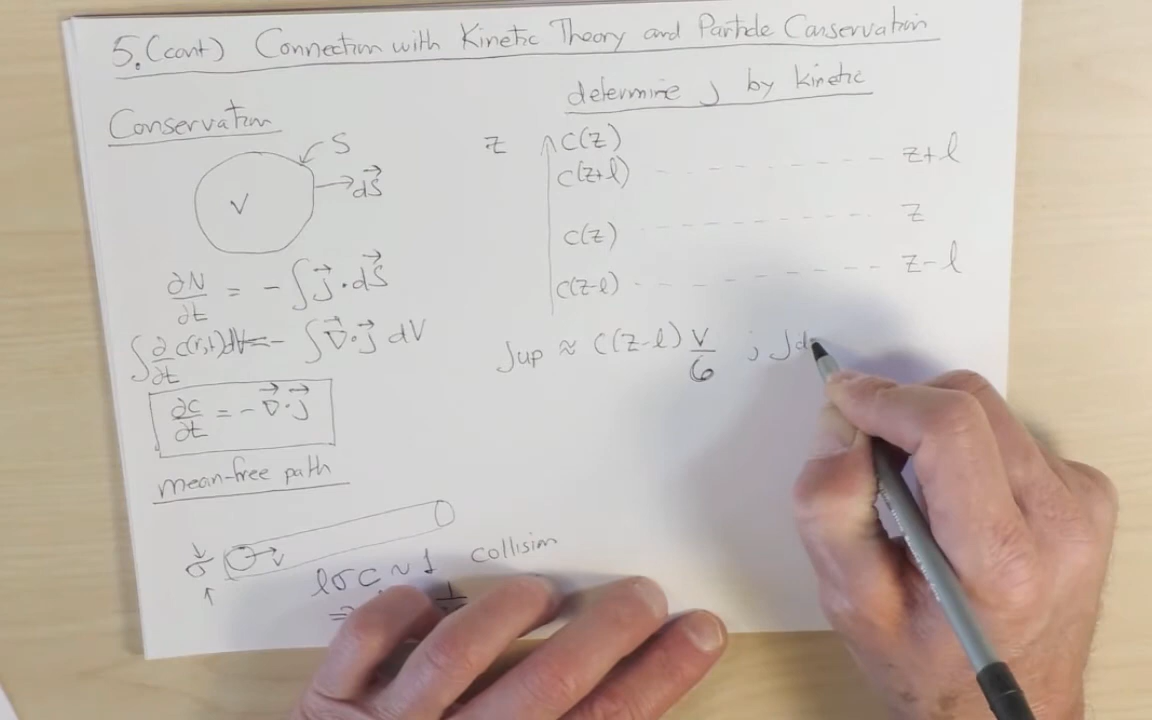 5. (cont) Connection with Kinetic Theory and Particle Conservation
Conservation
S
dS⃗
V
∂N/∂t = - ∫ j⃗ · dS⃗
∫ ∂/∂t c(r,t) dV = - ∫ ∇⃗ · j⃗ dV
∂c/∂t = - ∇⃗ · j⃗
mean-free path
σ
v
l σ c ~ 1 collision
⇒
determine j by kinetic
z c(z)
c(z+l) z+l
c(z) z
c(z-l) z-l
jup ≈ c(z-l) v/6 ; jdo